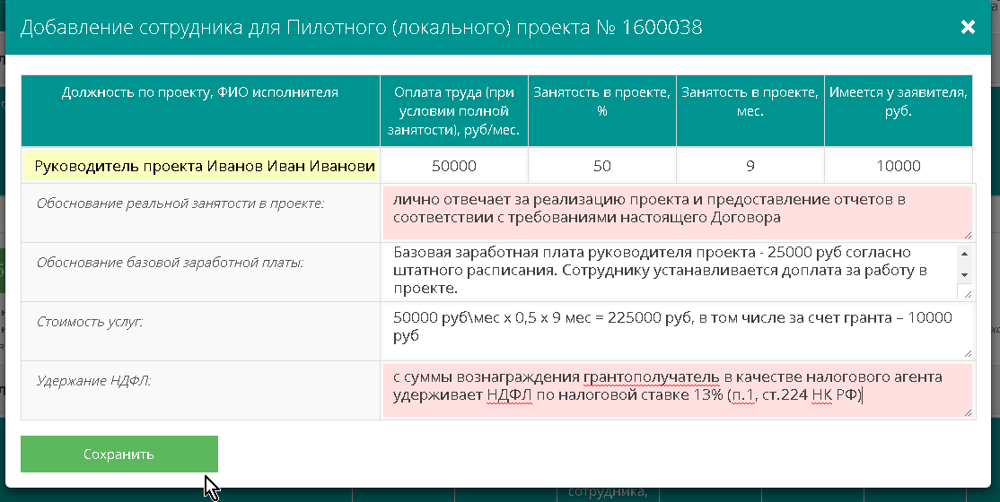 Добавление сотрудника для Пилотного (локального) проекта № 1600038
Должность по проекту, ФИО исполнителя
Оплата труда (при
условии полной
занятости), руб/мес.
Занятость в проекте,
%
Занятость в проекте,
мес.
Имеется у заявителя,
руб.
Руководитель проекта Иванов Иван Иванови
50000
50
9
10000
Обоснование реальной занятости в проекте:
лично отвечает за реализацию проекта и предоставление отчетов в
соответствии с требованиями настоящего Договора
Обоснование базовой заработной платы:
Базовая заработная плата руководителя проекта - 25000 руб согласно
штатного расписания. Сотруднику устанавливается доплата за работу в
проекте.
Стоимость услуг:
50000 руб\мес х 0,5 х 9 мес = 225000 руб, в том числе за счет гранта – 10000
руб
Удержание НДФЛ:
с суммы вознаграждения грантополучатель в качестве налогового агента
удерживает НДФЛ по налоговой ставке 13% (п.1, ст.224 НК РФ)
Сохранить
сотрудника,